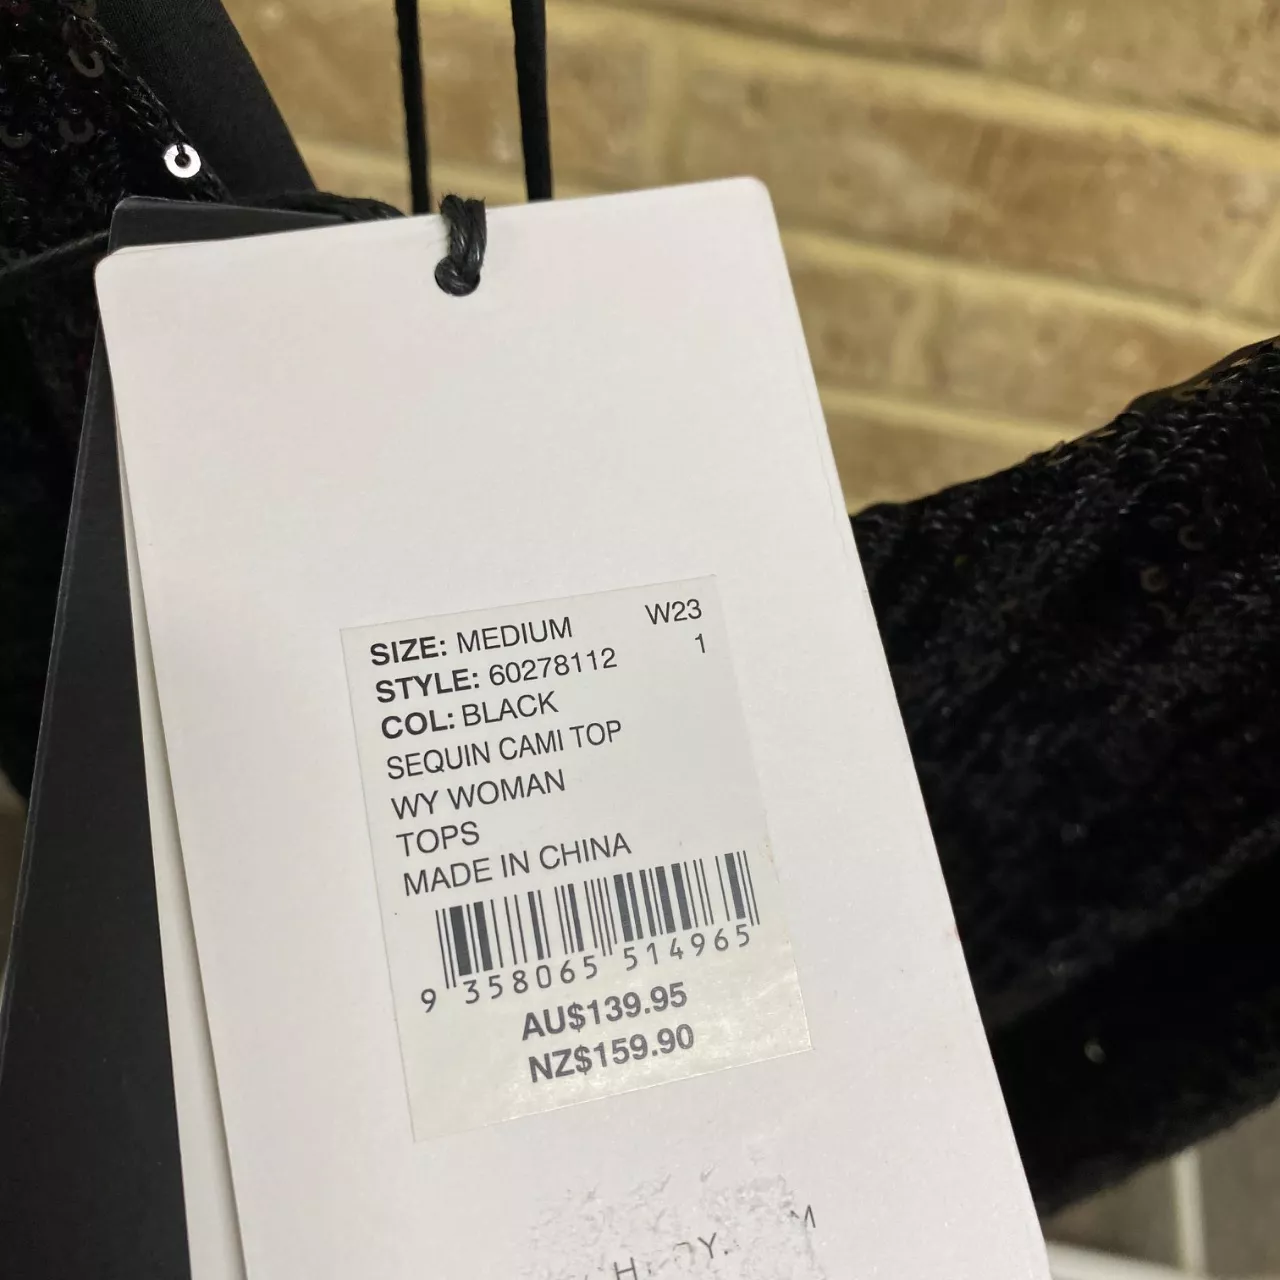 SIZE: MEDIUM W23
STYLE: 60278112 1
COL: BLACK
SEQUIN CAMI TOP
WY WOMAN
TOPS
MADE IN CHINA
9 358065 514965
AU$139.95
NZ$159.90